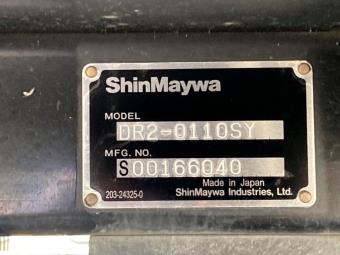 ShinMaywa
MODEL
DR2-0110SY
MFG. NO.
S00166040
Made in Japan
203-24325-0 ShinMaywa Industries, Ltd.